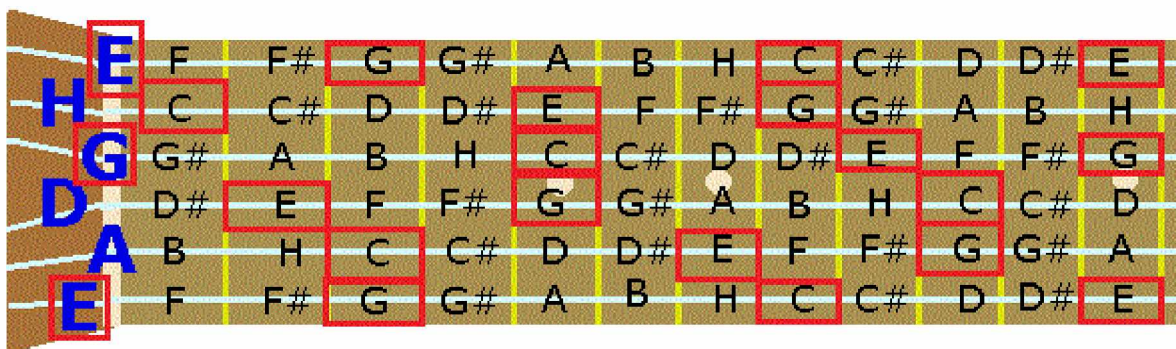 E F F# G G# A B H C C# D D# E
H C C# D D# E F F# G G# A B H
G G# A B H C C# D D# E F F# G
D D# E F F# G G# A B H C C# D
A B H C C# D D# E F F# G G# A
E F F# G G# A B H C C# D D# E